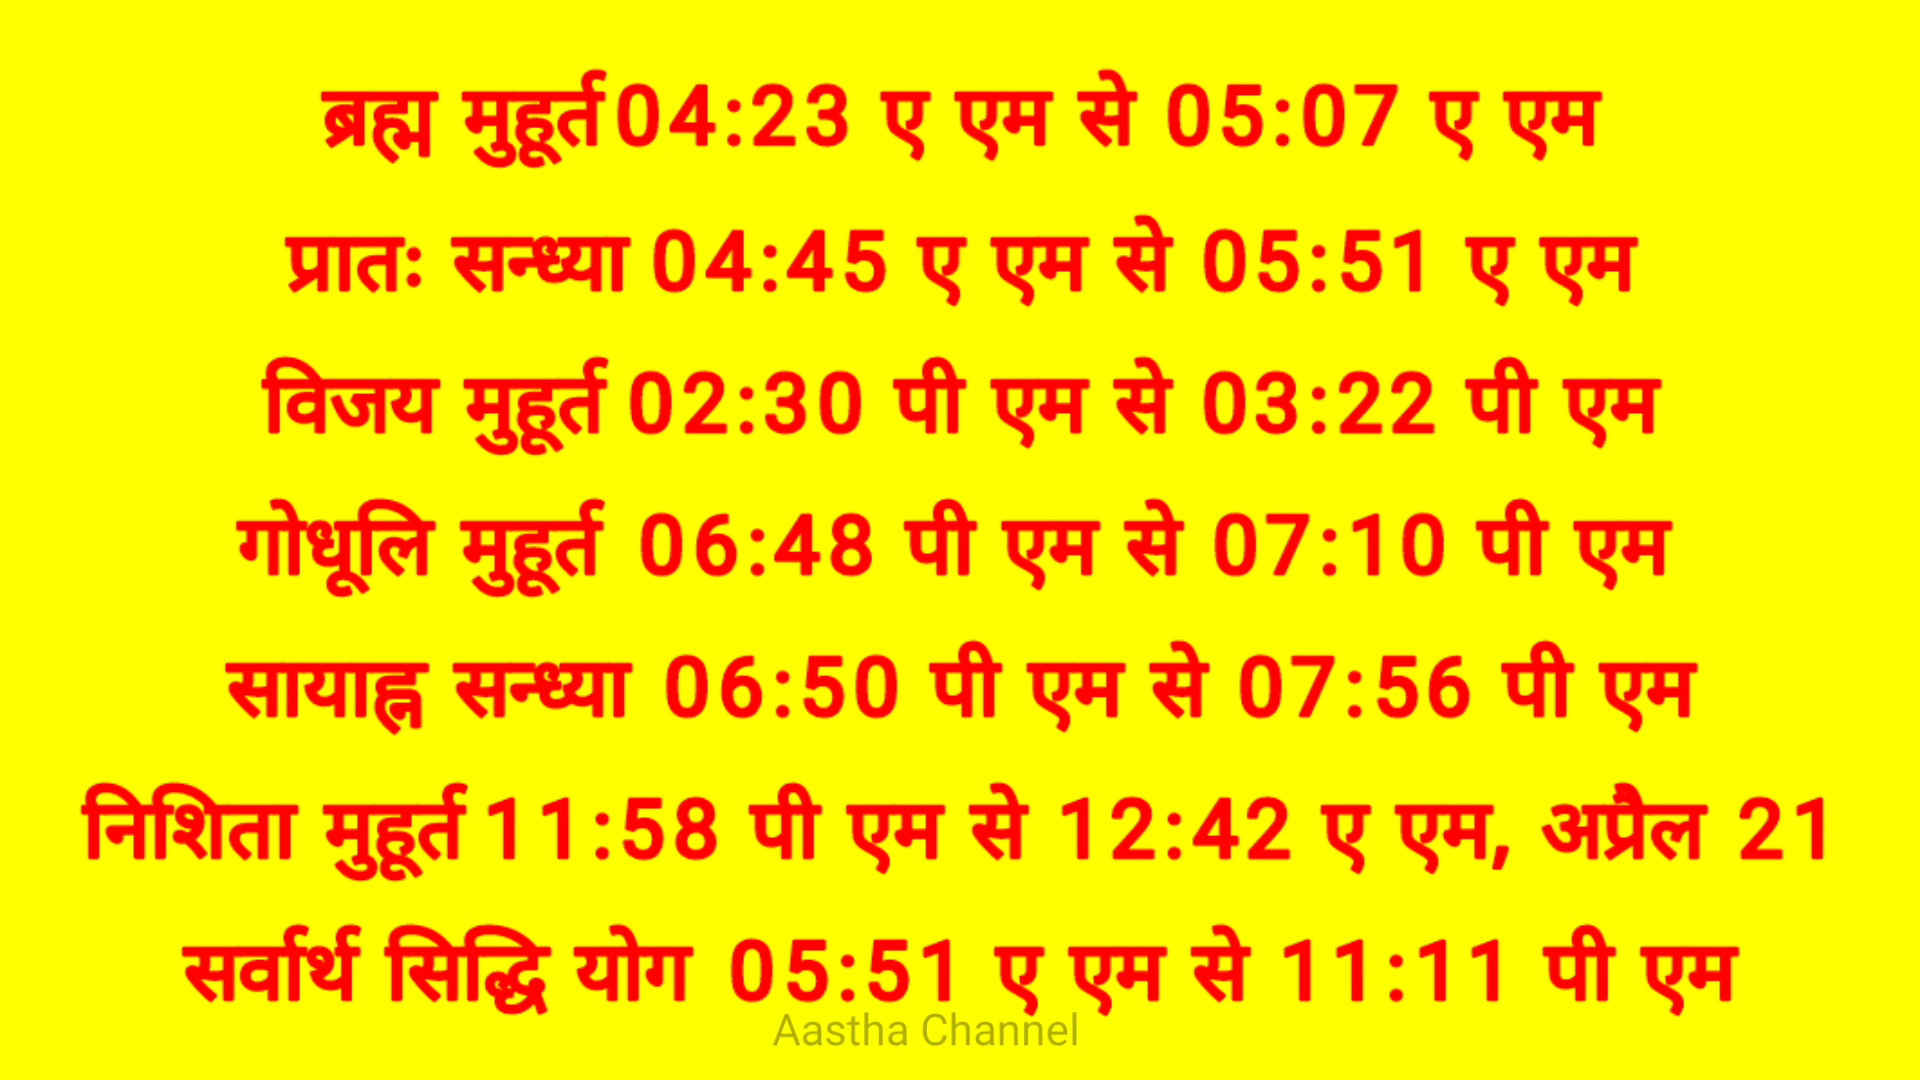 ब्रह्म मुहूर्त 04:23 ए एम से 05:07 ए एम
प्रातः सन्ध्या 04:45 ए एम से 05:51 ए एम
विजय मुहूर्त 02:30 पी एम से 03:22 पी एम
गोधूलि मुहूर्त 06:48 पी एम से 07:10 पी एम
सायाह्न सन्ध्या 06:50 पी एम से 07:56 पी एम
निशिता मुहूर्त 11:58 पी एम से 12:42 ए एम, अप्रैल 21
सर्वार्थ सिद्धि योग 05:51 ए एम से 11:11 पी एम
Aastha Channel